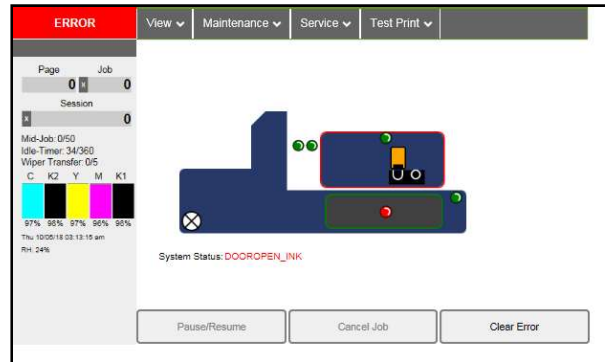 ERROR
View
Maintenance
Service
Test Print
Page Job
0 x 0
Session
x 0
Mid-Job: 0/50
Idle-Timer: 34/360
Wiper Transfer: 0/5
C K2 Y M K1
97% 98% 97% 96% 98%
Thu 10/05/18 03:13:15 am
RH: 24%
System Status: DOOROPEN_INK
Pause/Resume
Cancel Job
Clear Error